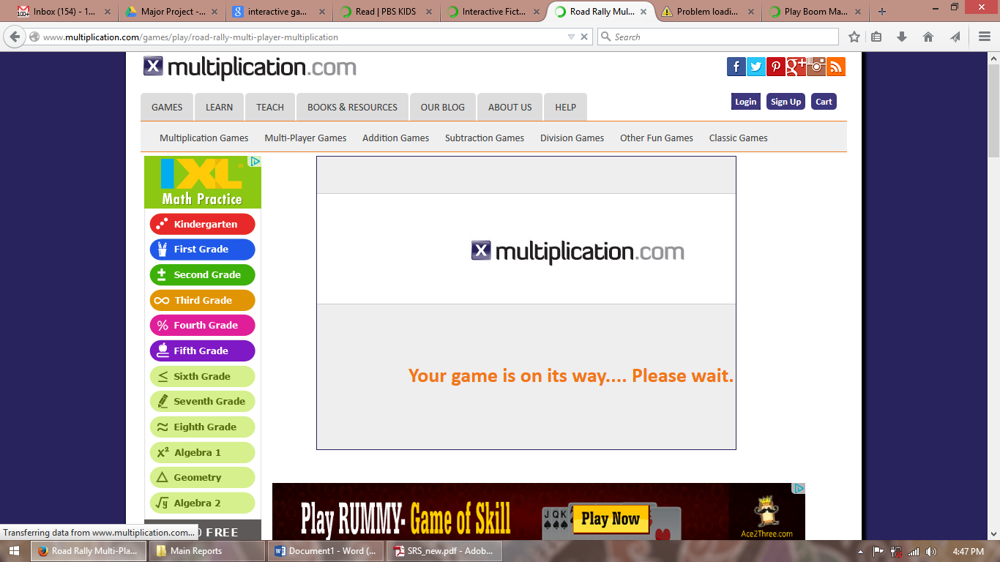 Inbox (154) - 1... Major Project - ... interactive ga... Read | PBS KIDS Interactive Fict... Road Rally Mul... Problem loadi... Play Boom Ma...
www.multiplication.com/games/play/road-rally-multi-player-multiplication Search
X multiplication.com
GAMES LEARN TEACH BOOKS & RESOURCES OUR BLOG ABOUT US HELP Login Sign Up Cart
Multiplication Games Multi-Player Games Addition Games Subtraction Games Division Games Other Fun Games Classic Games
IXL
Math Practice
Kindergarten
First Grade
Second Grade
Third Grade
Fourth Grade
Fifth Grade
Sixth Grade
Seventh Grade
Eighth Grade
x² Algebra 1
Geometry
√y Algebra 2
FREE
X multiplication.com
Your game is on its way.... Please wait.
Play RUMMY- Game of Skill
J Q K A
Play Now
Ace2Three.com
Transferring data from www.multiplication.com...
Road Rally Multi-Pla... Main Reports Document1 - Word (... SRS_new.pdf - Adob... 4:47 PM